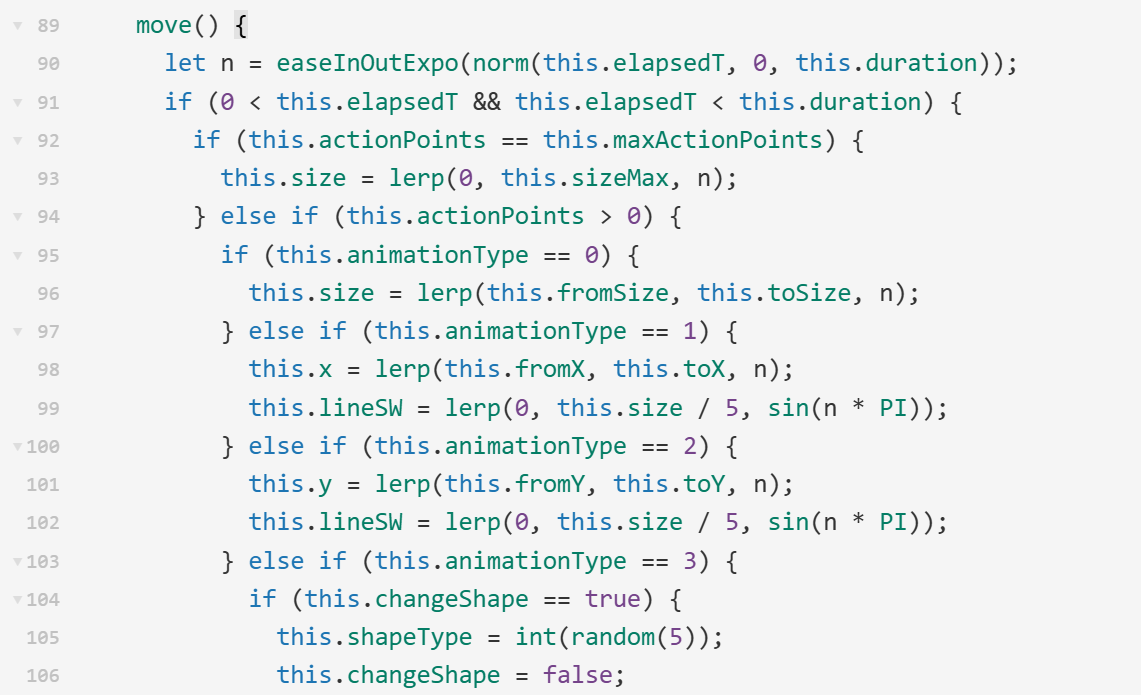 89 move() {
90 let n = easeInOutExpo(norm(this.elapsedT, 0, this.duration));
91 if (0 < this.elapsedT && this.elapsedT < this.duration) {
92 if (this.actionPoints == this.maxActionPoints) {
93 this.size = lerp(0, this.sizeMax, n);
94 } else if (this.actionPoints > 0) {
95 if (this.animationType == 0) {
96 this.size = lerp(this.fromSize, this.toSize, n);
97 } else if (this.animationType == 1) {
98 this.x = lerp(this.fromX, this.toX, n);
99 this.lineSW = lerp(0, this.size / 5, sin(n * PI));
100 } else if (this.animationType == 2) {
101 this.y = lerp(this.fromY, this.toY, n);
102 this.lineSW = lerp(0, this.size / 5, sin(n * PI));
103 } else if (this.animationType == 3) {
104 if (this.changeShape == true) {
105 this.shapeType = int(random(5));
106 this.changeShape = false;